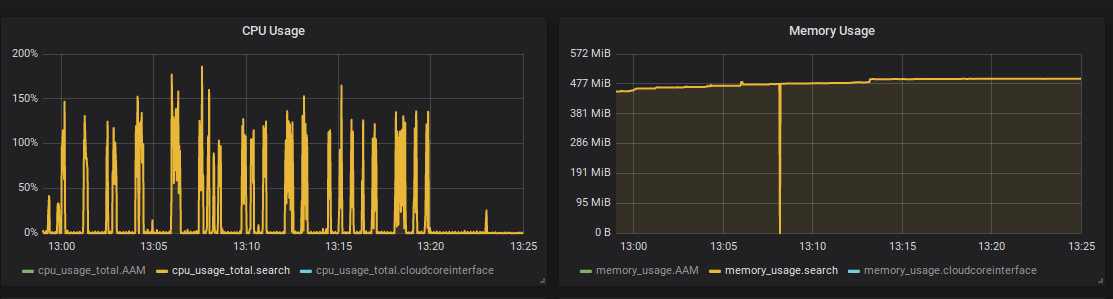 CPU Usage
200%
150%
100%
50%
0%
13:00 13:05 13:10 13:15 13:20 13:25
cpu_usage_total.AAM cpu_usage_total.search cpu_usage_total.cloudcoreinterface
Memory Usage
572 MiB
477 MiB
381 MiB
286 MiB
191 MiB
95 MiB
0 B
13:00 13:05 13:10 13:15 13:20 13:25
memory_usage.AAM memory_usage.search memory_usage.cloudcoreinterface